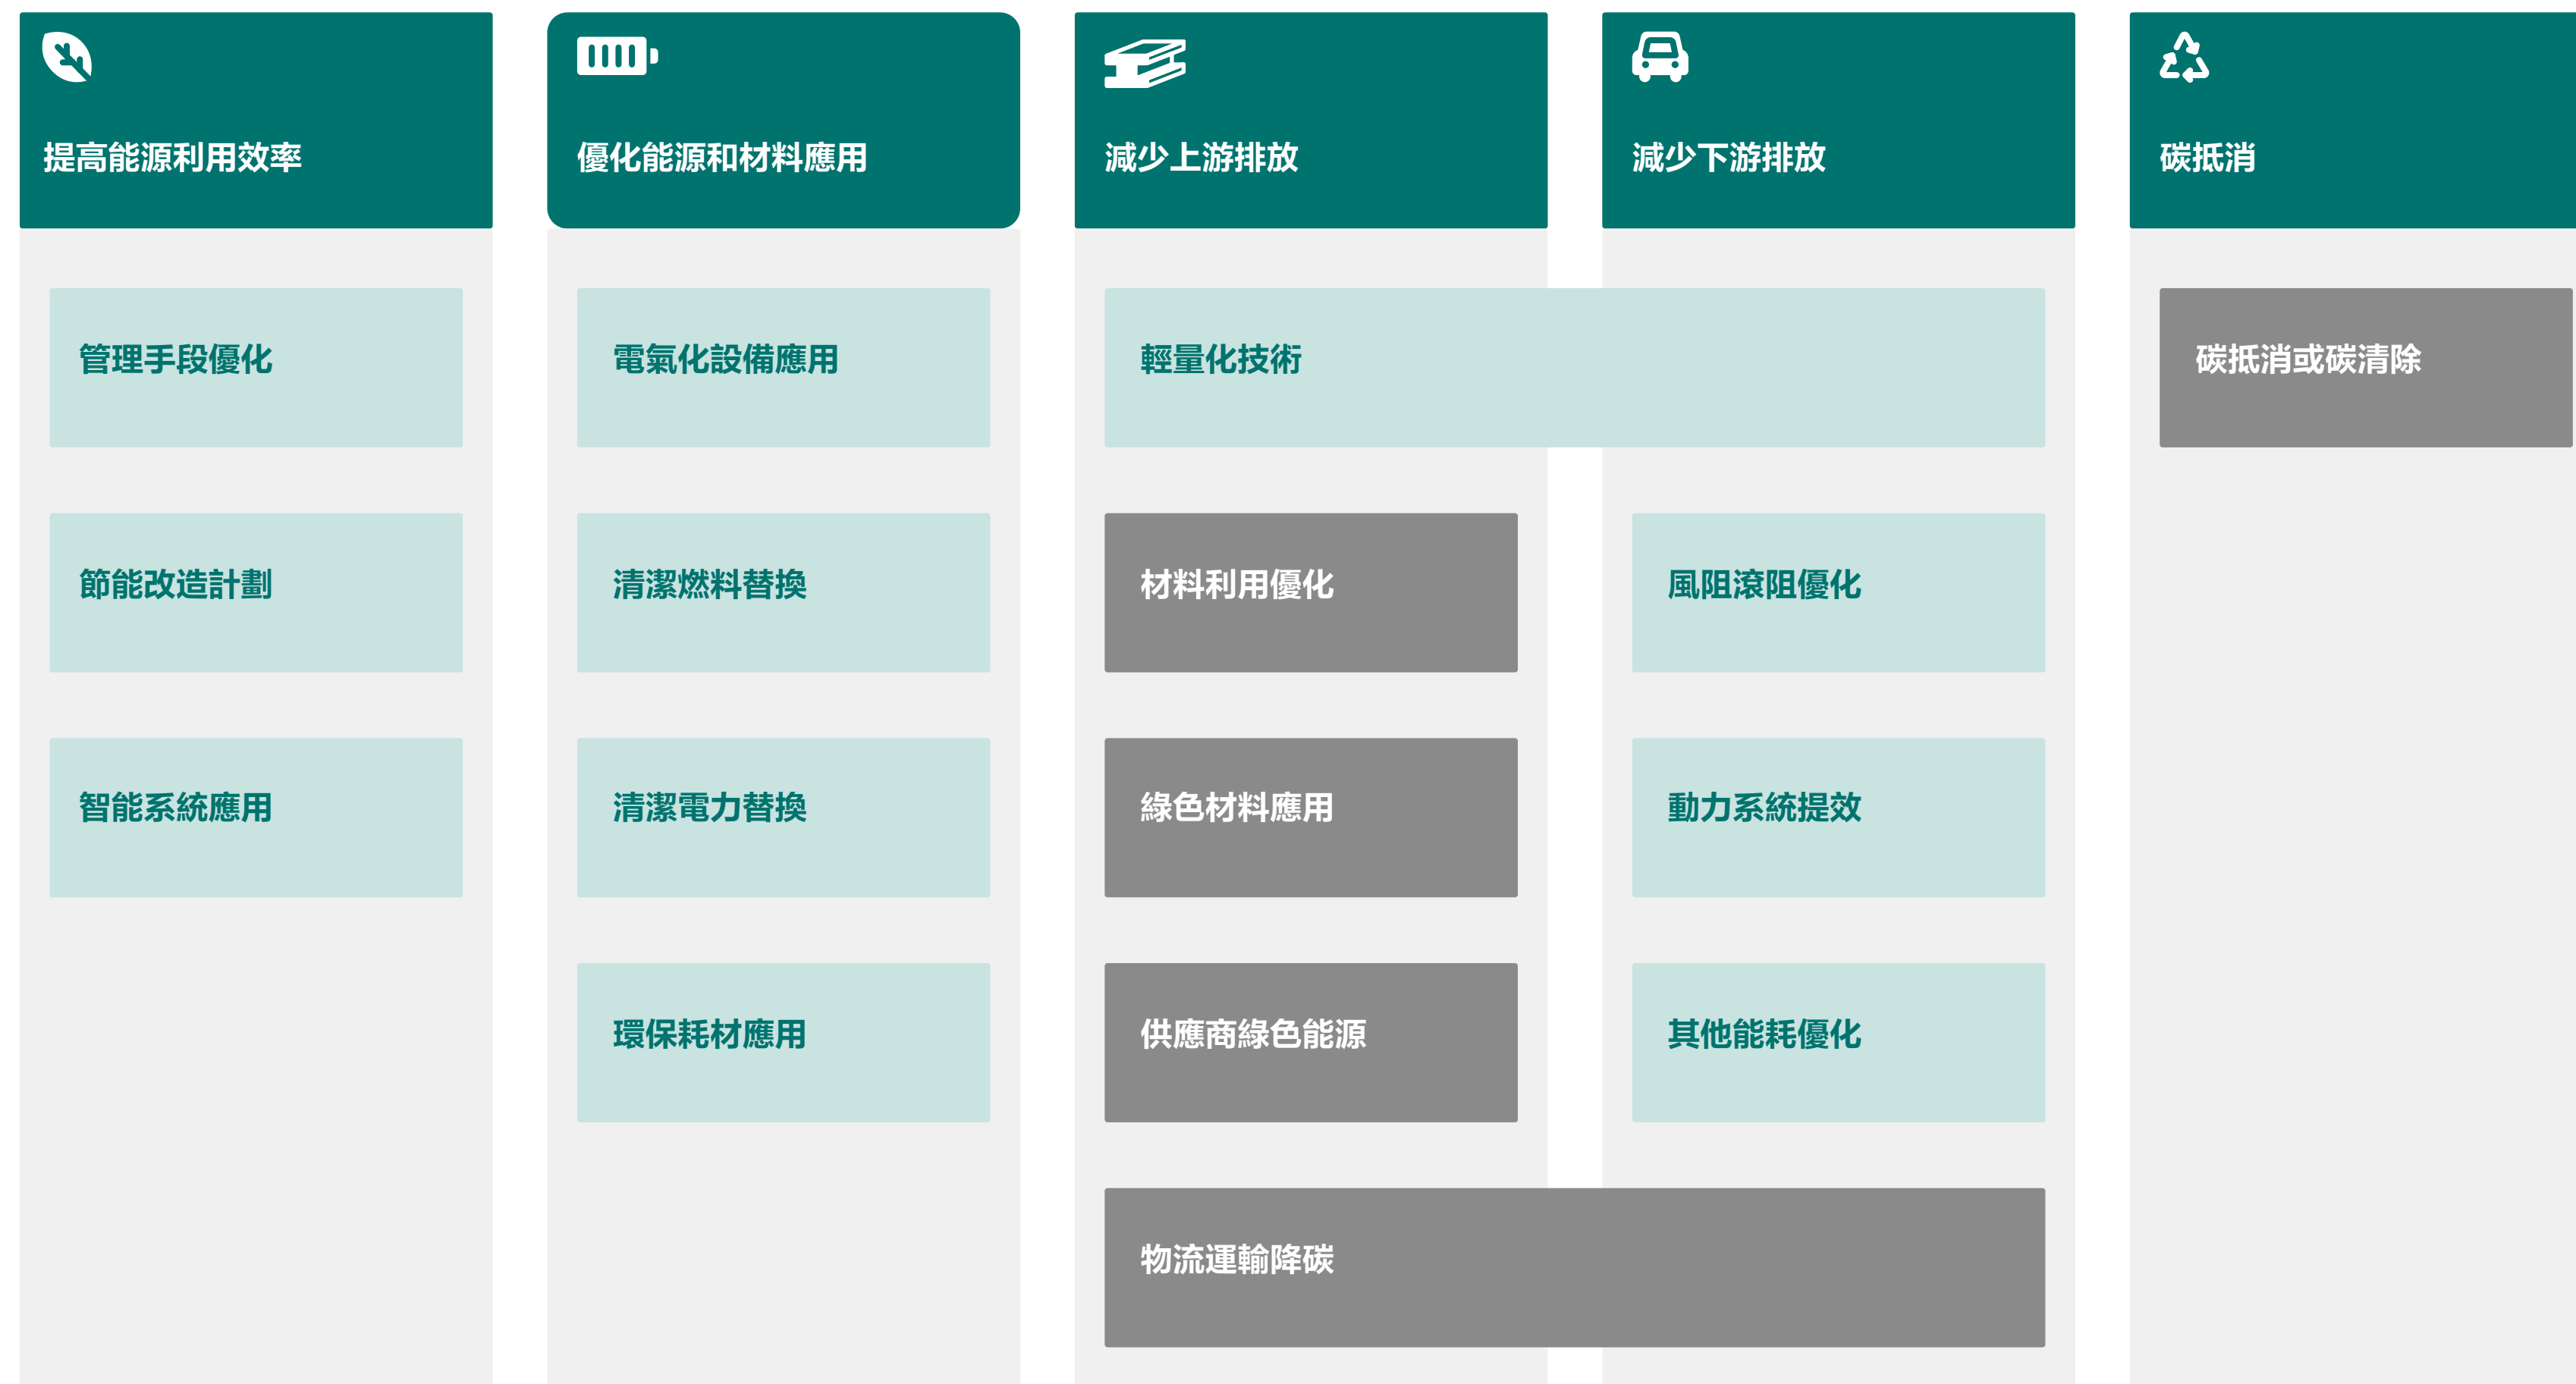 提高能源利用效率
優化能源和材料應用
減少上游排放
減少下游排放
碳抵消
管理手段優化
電氣化設備應用
輕量化技術
碳抵消或碳清除
節能改造計劃
清潔燃料替換
材料利用優化
風阻滾阻優化
智能系統應用
清潔電力替換
綠色材料應用
動力系統提效
環保耗材應用
供應商綠色能源
其他能耗優化
物流運輸降碳